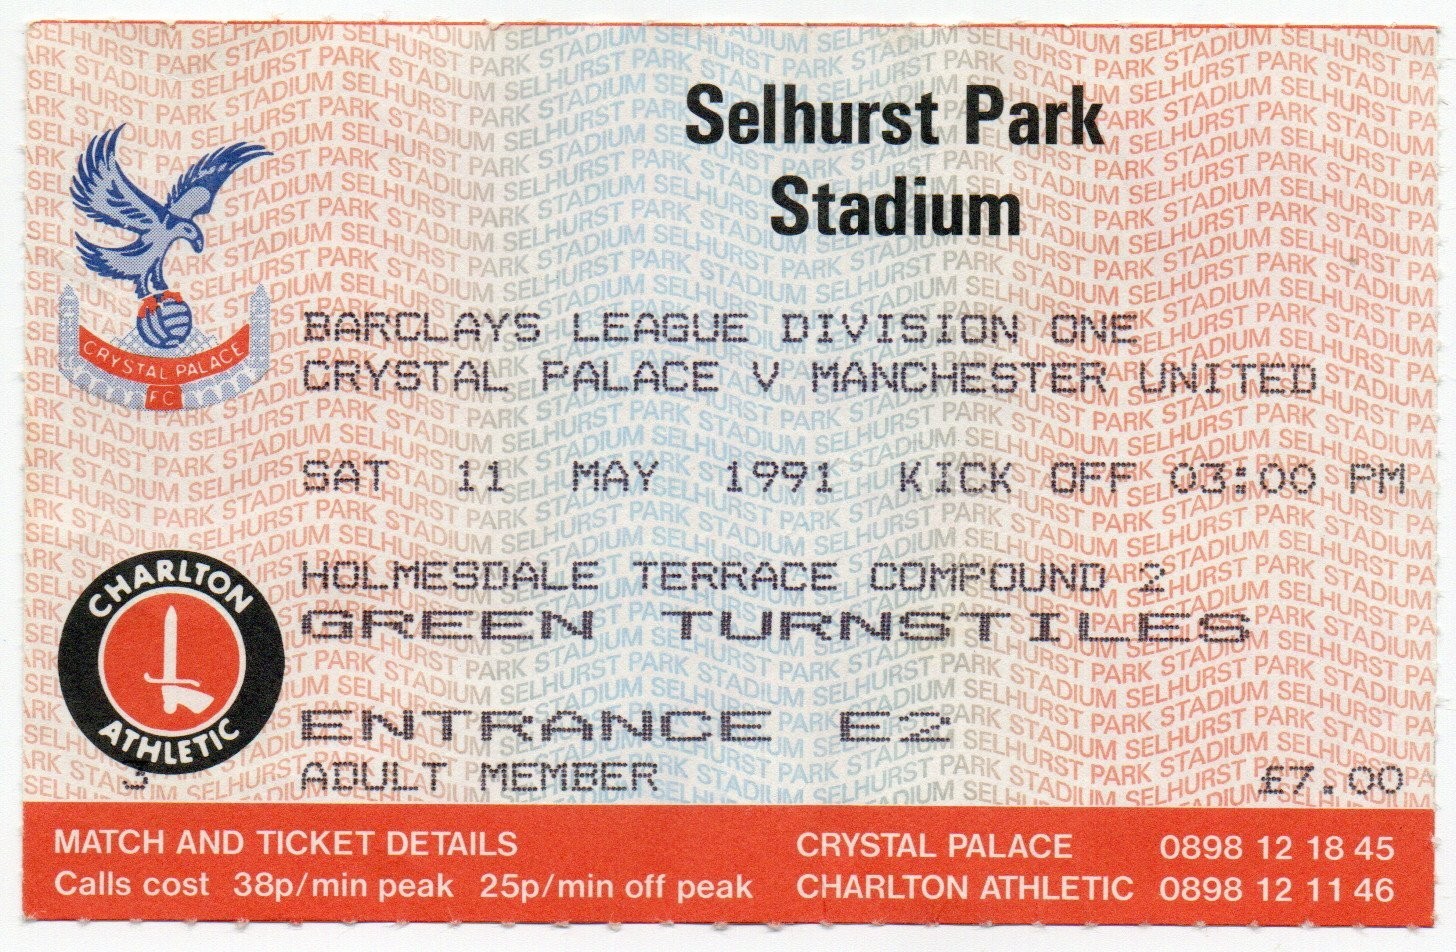 Selhurst Park
Stadium
CRYSTAL PALACE
FC
BARCLAYS LEAGUE DIVISION ONE
CRYSTAL PALACE V MANCHESTER UNITED
SAT 11 MAY 1991 KICK OFF 03:00 PM
CHARLTON
ATHLETIC
HOLMESDALE TERRACE COMPOUND 2
GREEN TURNSTILES
ENTRANCE E2
J ADULT MEMBER £7.00
MATCH AND TICKET DETAILS CRYSTAL PALACE 0898 12 18 45
Calls cost 38p/min peak 25p/min off peak CHARLTON ATHLETIC 0898 12 11 46
SELHURST PARK STADIUM